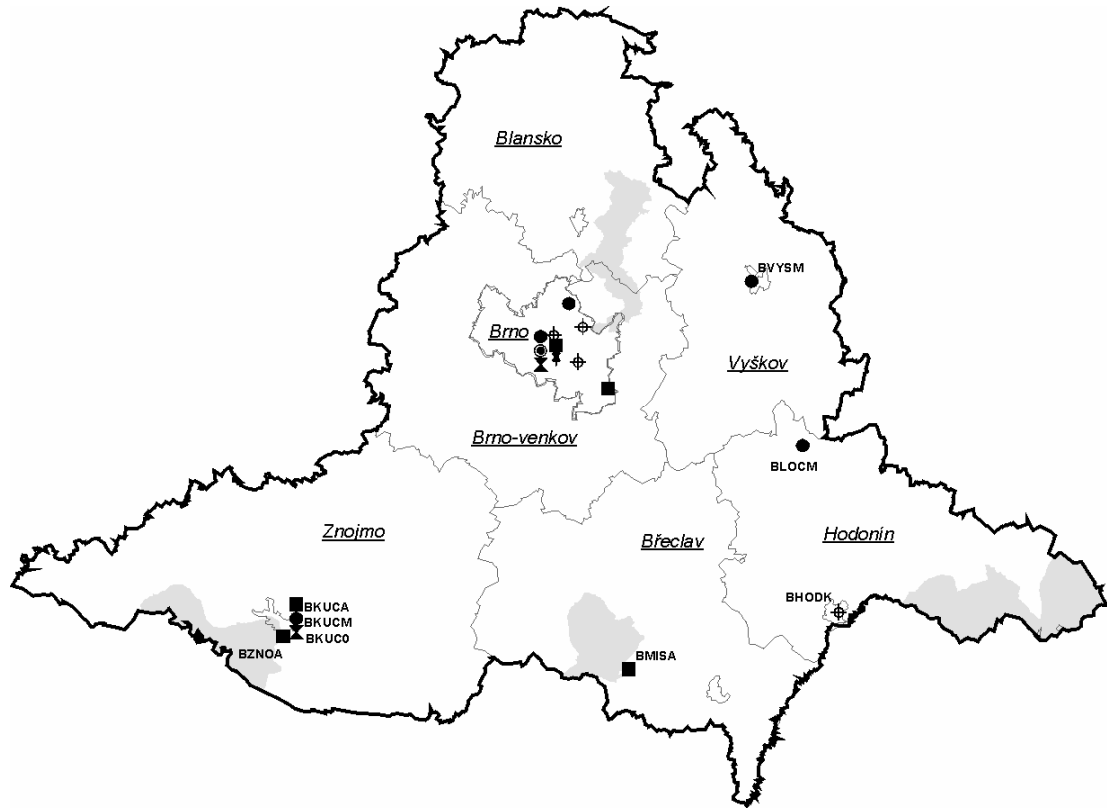 Blansko
BVYSM
Brno
Vyškov
Brno-venkov
BLOCM
Znojmo
Břeclav
Hodonín
BHODK
BKUCA
BKUCM
BKUC0
BZNOA
BMISA